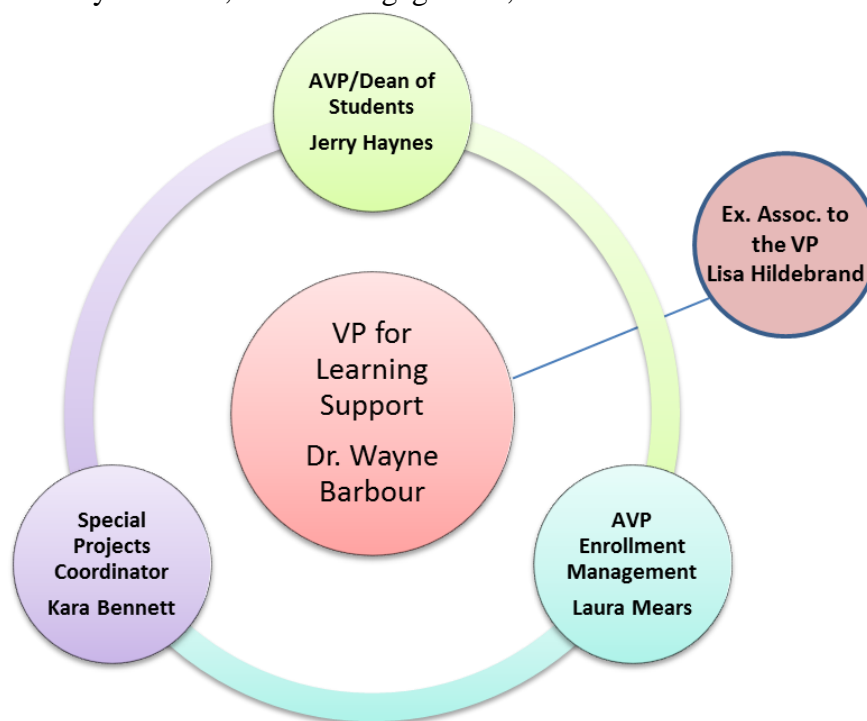 AVP/Dean of
Students
Jerry Haynes
Ex. Assoc. to
the VP
Lisa Hildebrand
VP for
Learning
Support
Dr. Wayne
Barbour
Special
Projects
Coordinator
Kara Bennett
AVP
Enrollment
Management
Laura Mears